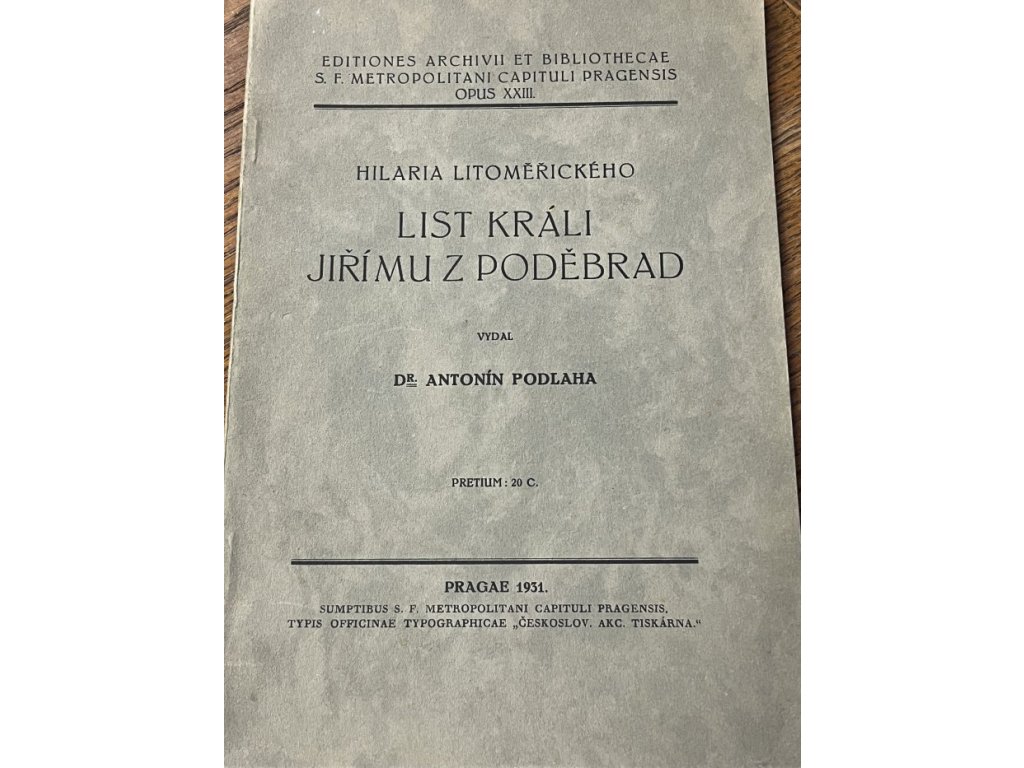 EDITIONES ARCHIVII ET BIBLIOTHECAE
S. F. METROPOLITANI CAPITULI PRAGENSIS
OPUS XXIII.
HILARIA LITOMĚŘICKÉHO
LIST KRÁLI
JIŘÍMU Z PODĚBRAD
VYDAL
DR. ANTONÍN PODLAHA
PRETIUM: 20 C.
PRAGAE 1931.
SUMPTIBUS S. F. METROPOLITANI CAPITULI PRAGENSIS.
TYPIS OFFICINAE TYPOGRAPHICAE „ČESKOSLOV. AKC. TISKÁRNA.“